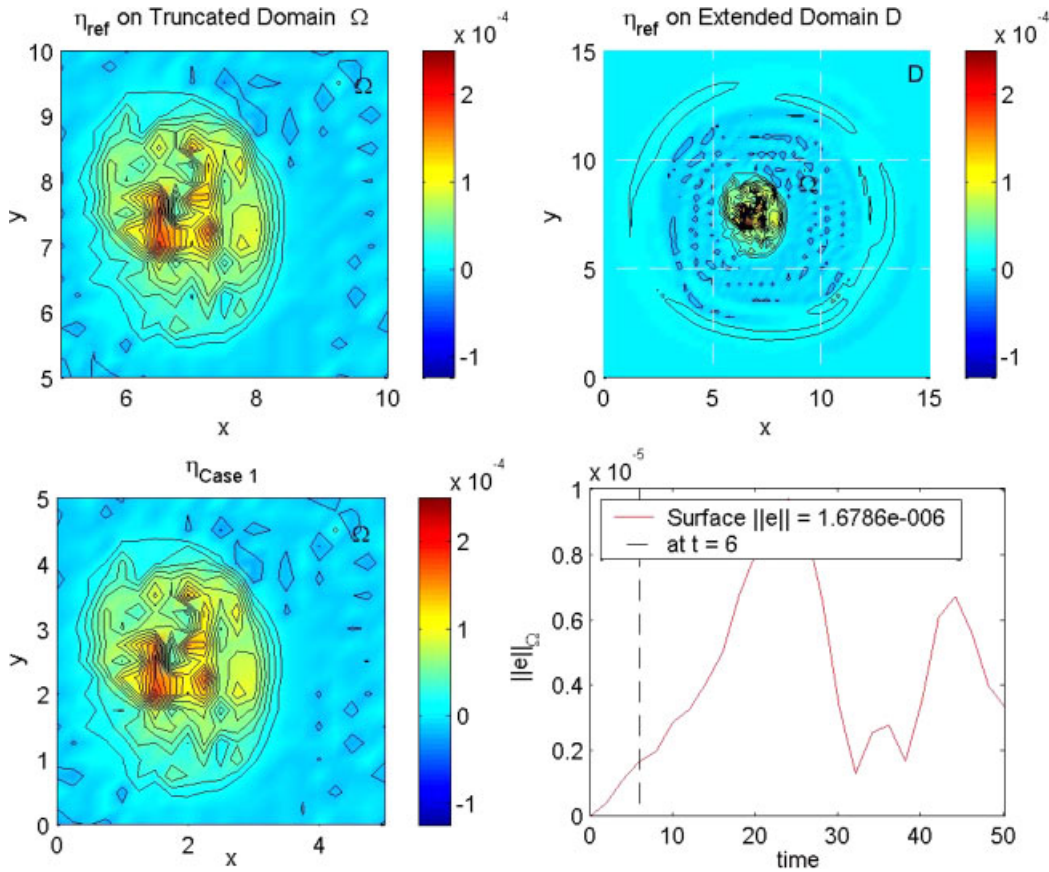 η_ref on Truncated Domain Ω
η_ref on Extended Domain D
x 10^-4
x 10^-4
10
9
8
7
6
5
y
Ω
6
8
10
x
2
1
0
-1
15
10
5
0
y
D
Ω
0
5
10
15
x
2
1
0
-1
η_Case 1
x 10^-4
5
4
3
2
1
0
y
Ω
0
2
4
x
2
1
0
-1
x 10^-5
1
0.8
0.6
0.4
0.2
0
||e||_Ω
Surface ||e|| = 1.6786e-006
at t = 6
0
10
20
30
40
50
time